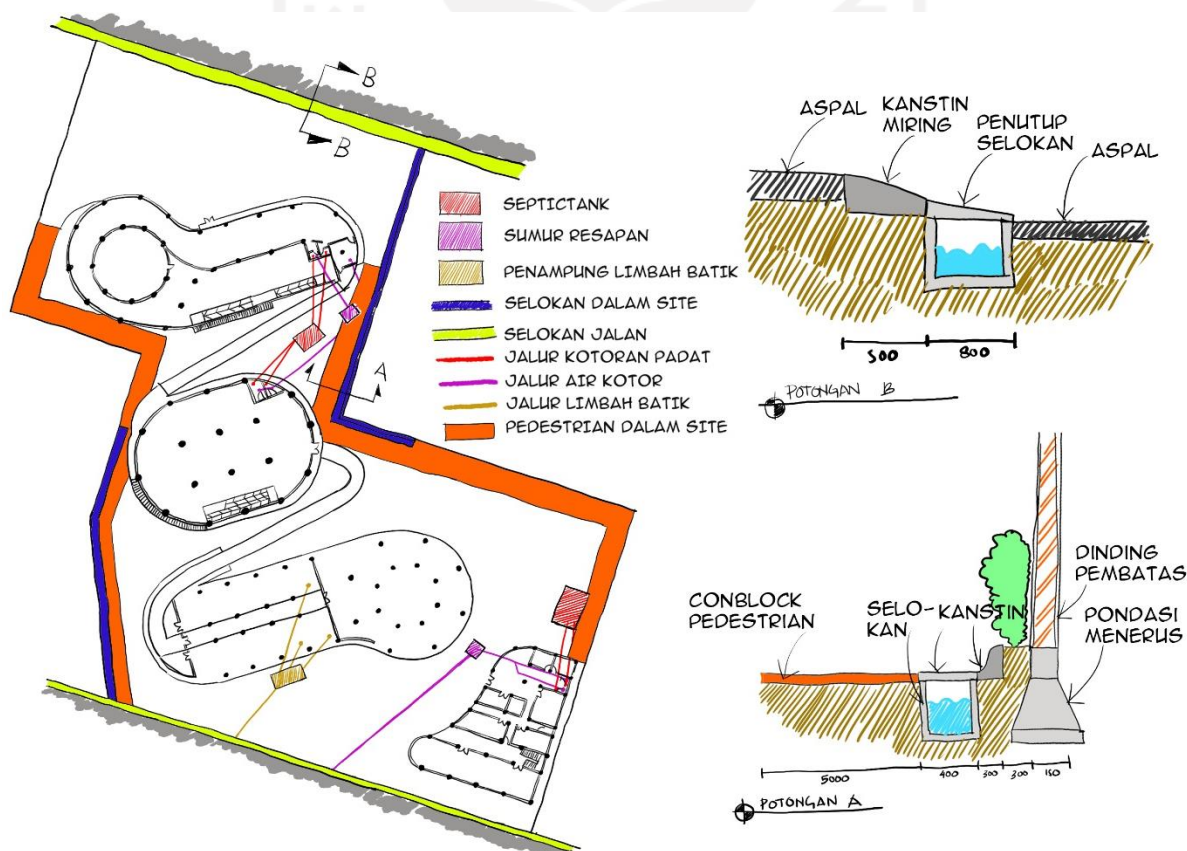 B
B
A
SEPTICTANK
SUMUR RESAPAN
PENAMPUNG LIMBAH BATIK
SELOKAN DALAM SITE
SELOKAN JALAN
JALUR KOTORAN PADAT
JALUR AIR KOTOR
JALUR LIMBAH BATIK
PEDESTRIAN DALAM SITE
ASPAL
KANSTIN
MIRING
PENUTUP
SELOKAN
ASPAL
500 800
POTONGAN B
CONBLOCK
PEDESTRIAN
SELO-
KAN
KANSTIN
DINDING
PEMBATAS
PONDASI
MENERUS
5000 400 300 300 150
POTONGAN A